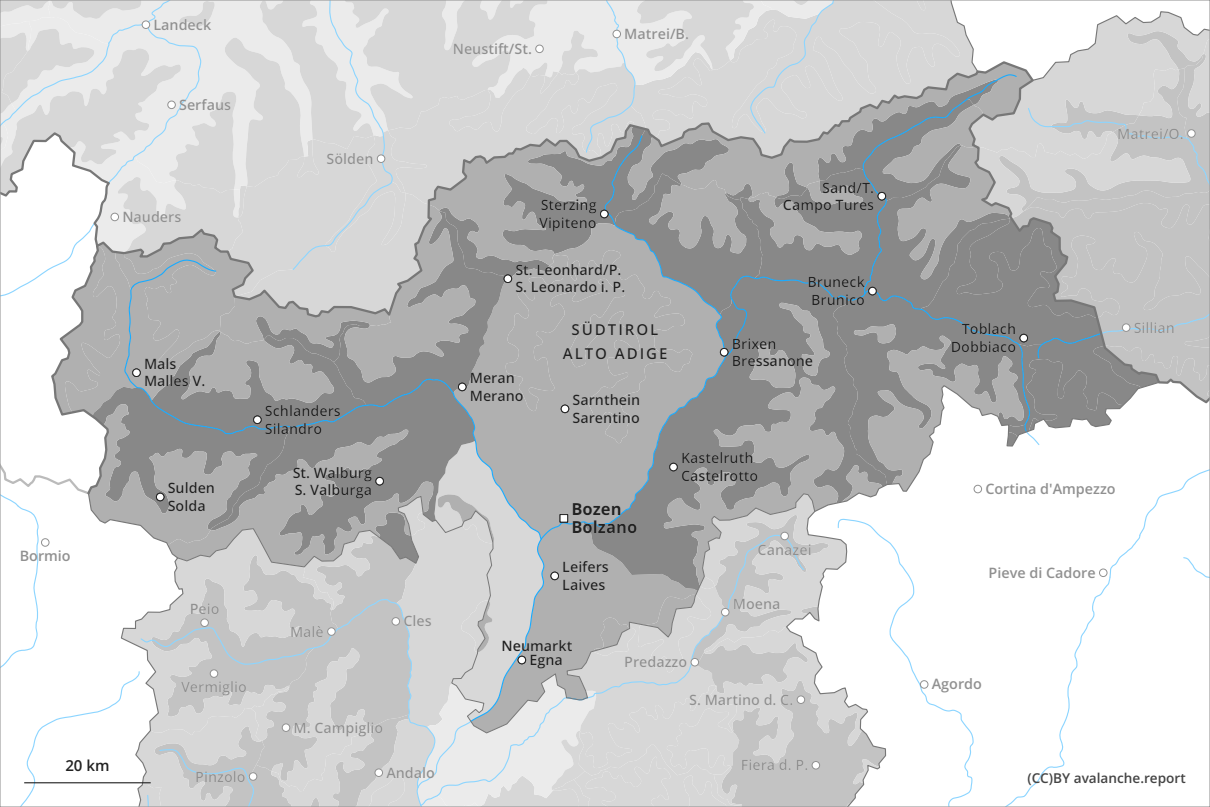 Landeck
Neustift/St.
Matrei/B.
Serfaus
Matrei/O.
Sölden
Nauders
Sand/T.
Campo Tures
Sterzing
Vipiteno
St. Leonhard/P.
S. Leonardo i. P.
Bruneck
Brunico
SÜDTIROL
ALTO ADIGE
Toblach
Dobbiaco
Sillian
Brixen
Bressanone
Mals
Malles V.
Meran
Merano
Sarnthein
Sarentino
Schlanders
Silandro
Kastelruth
Castelrotto
St. Walburg
S. Valburga
Sulden
Solda
Cortina d'Ampezzo
Bozen
Bolzano
Bormio
Canazei
Leifers
Laives
Pieve di Cadore
Peio
Moena
Malè
Cles
Neumarkt
Egna
Predazzo
Vermiglio
Agordo
S. Martino d. C.
M. Campiglio
Fiera d. P.
20 km
Pinzolo
Andalo
(CC)BY avalanche.report